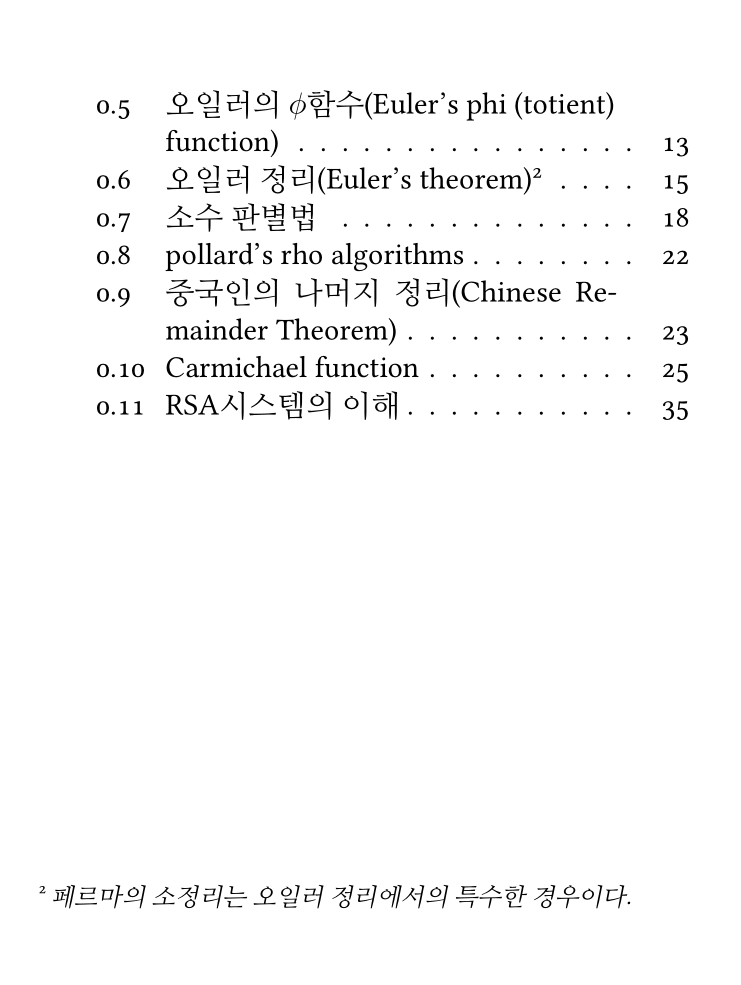 0.5 오일러의 ϕ함수(Euler’s phi (totient)
function) . . . . . . . . . . . . . . . . 13
0.6 오일러 정리(Euler’s theorem)² . . . . 15
0.7 소수 판별법 . . . . . . . . . . . . . . 18
0.8 pollard’s rho algorithms . . . . . . . . 22
0.9 중국인의 나머지 정리(Chinese Re-
mainder Theorem) . . . . . . . . . . . 23
0.10 Carmichael function . . . . . . . . . . 25
0.11 RSA시스템의 이해 . . . . . . . . . . . 35
² 페르마의 소정리는 오일러 정리에서의 특수한 경우이다.